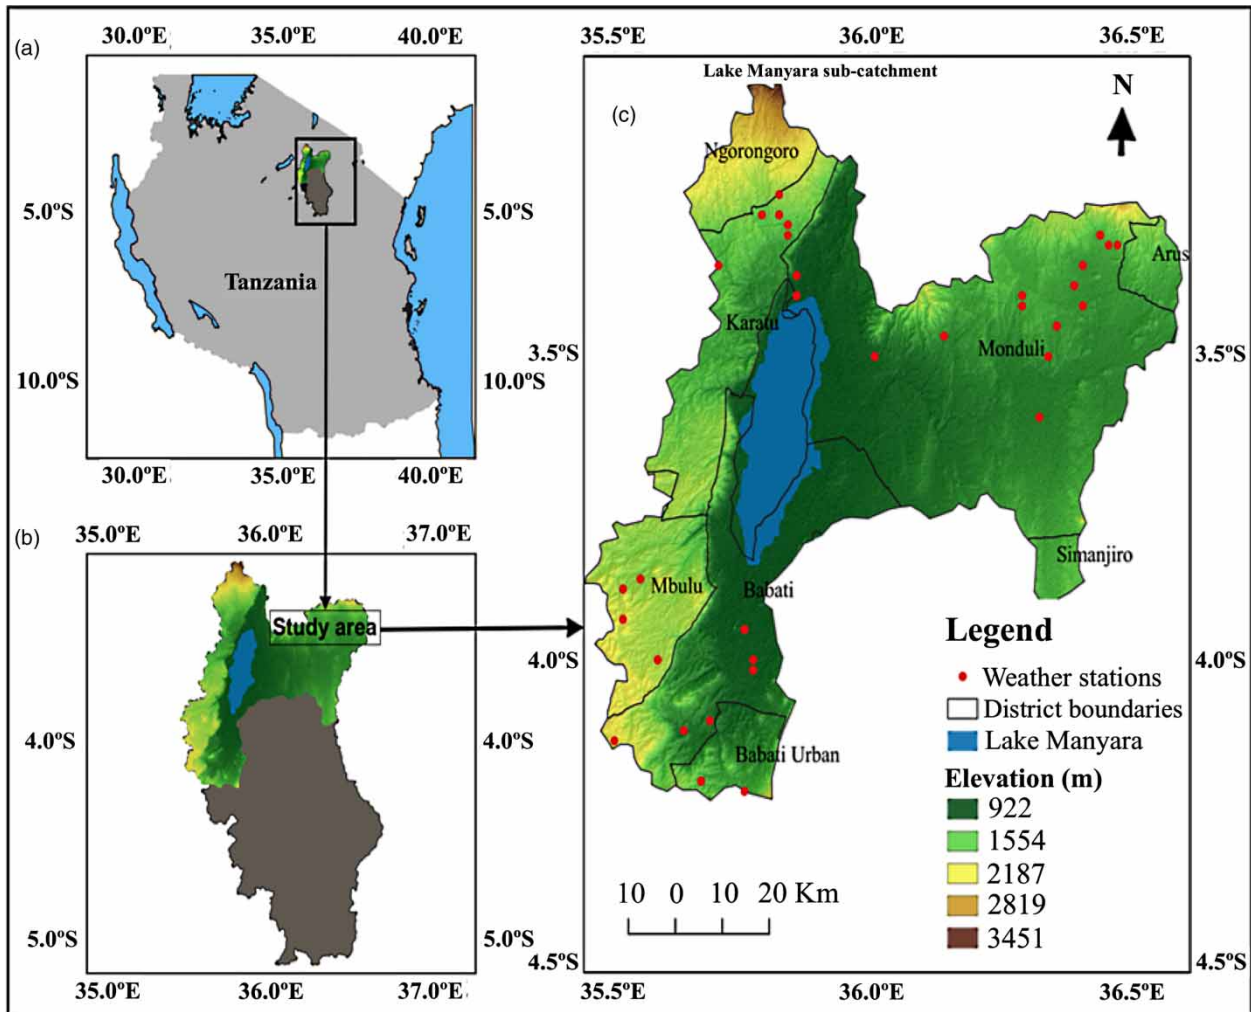 (a)
30.0ºE 35.0ºE 40.0ºE
5.0ºS 5.0ºS
Tanzania
10.0ºS 10.0ºS
30.0ºE 35.0ºE 40.0ºE
(b)
35.0ºE 36.0ºE 37.0ºE
Study area
4.0ºS 4.0ºS
5.0ºS 5.0ºS
35.0ºE 36.0ºE 37.0ºE
35.5ºE 36.0ºE 36.5ºE
Lake Manyara sub-catchment
(c)
N
Ngorongoro
Arus
Karatu
Monduli
3.5ºS 3.5ºS
Simanjiro
Mbulu
Babati
4.0ºS 4.0ºS
Babati Urban
Legend
Weather stations
District boundaries
Lake Manyara
Elevation (m)
922
1554
2187
2819
3451
10 0 10 20 Km
4.5ºS 4.5ºS
35.5ºE 36.0ºE 36.5ºE